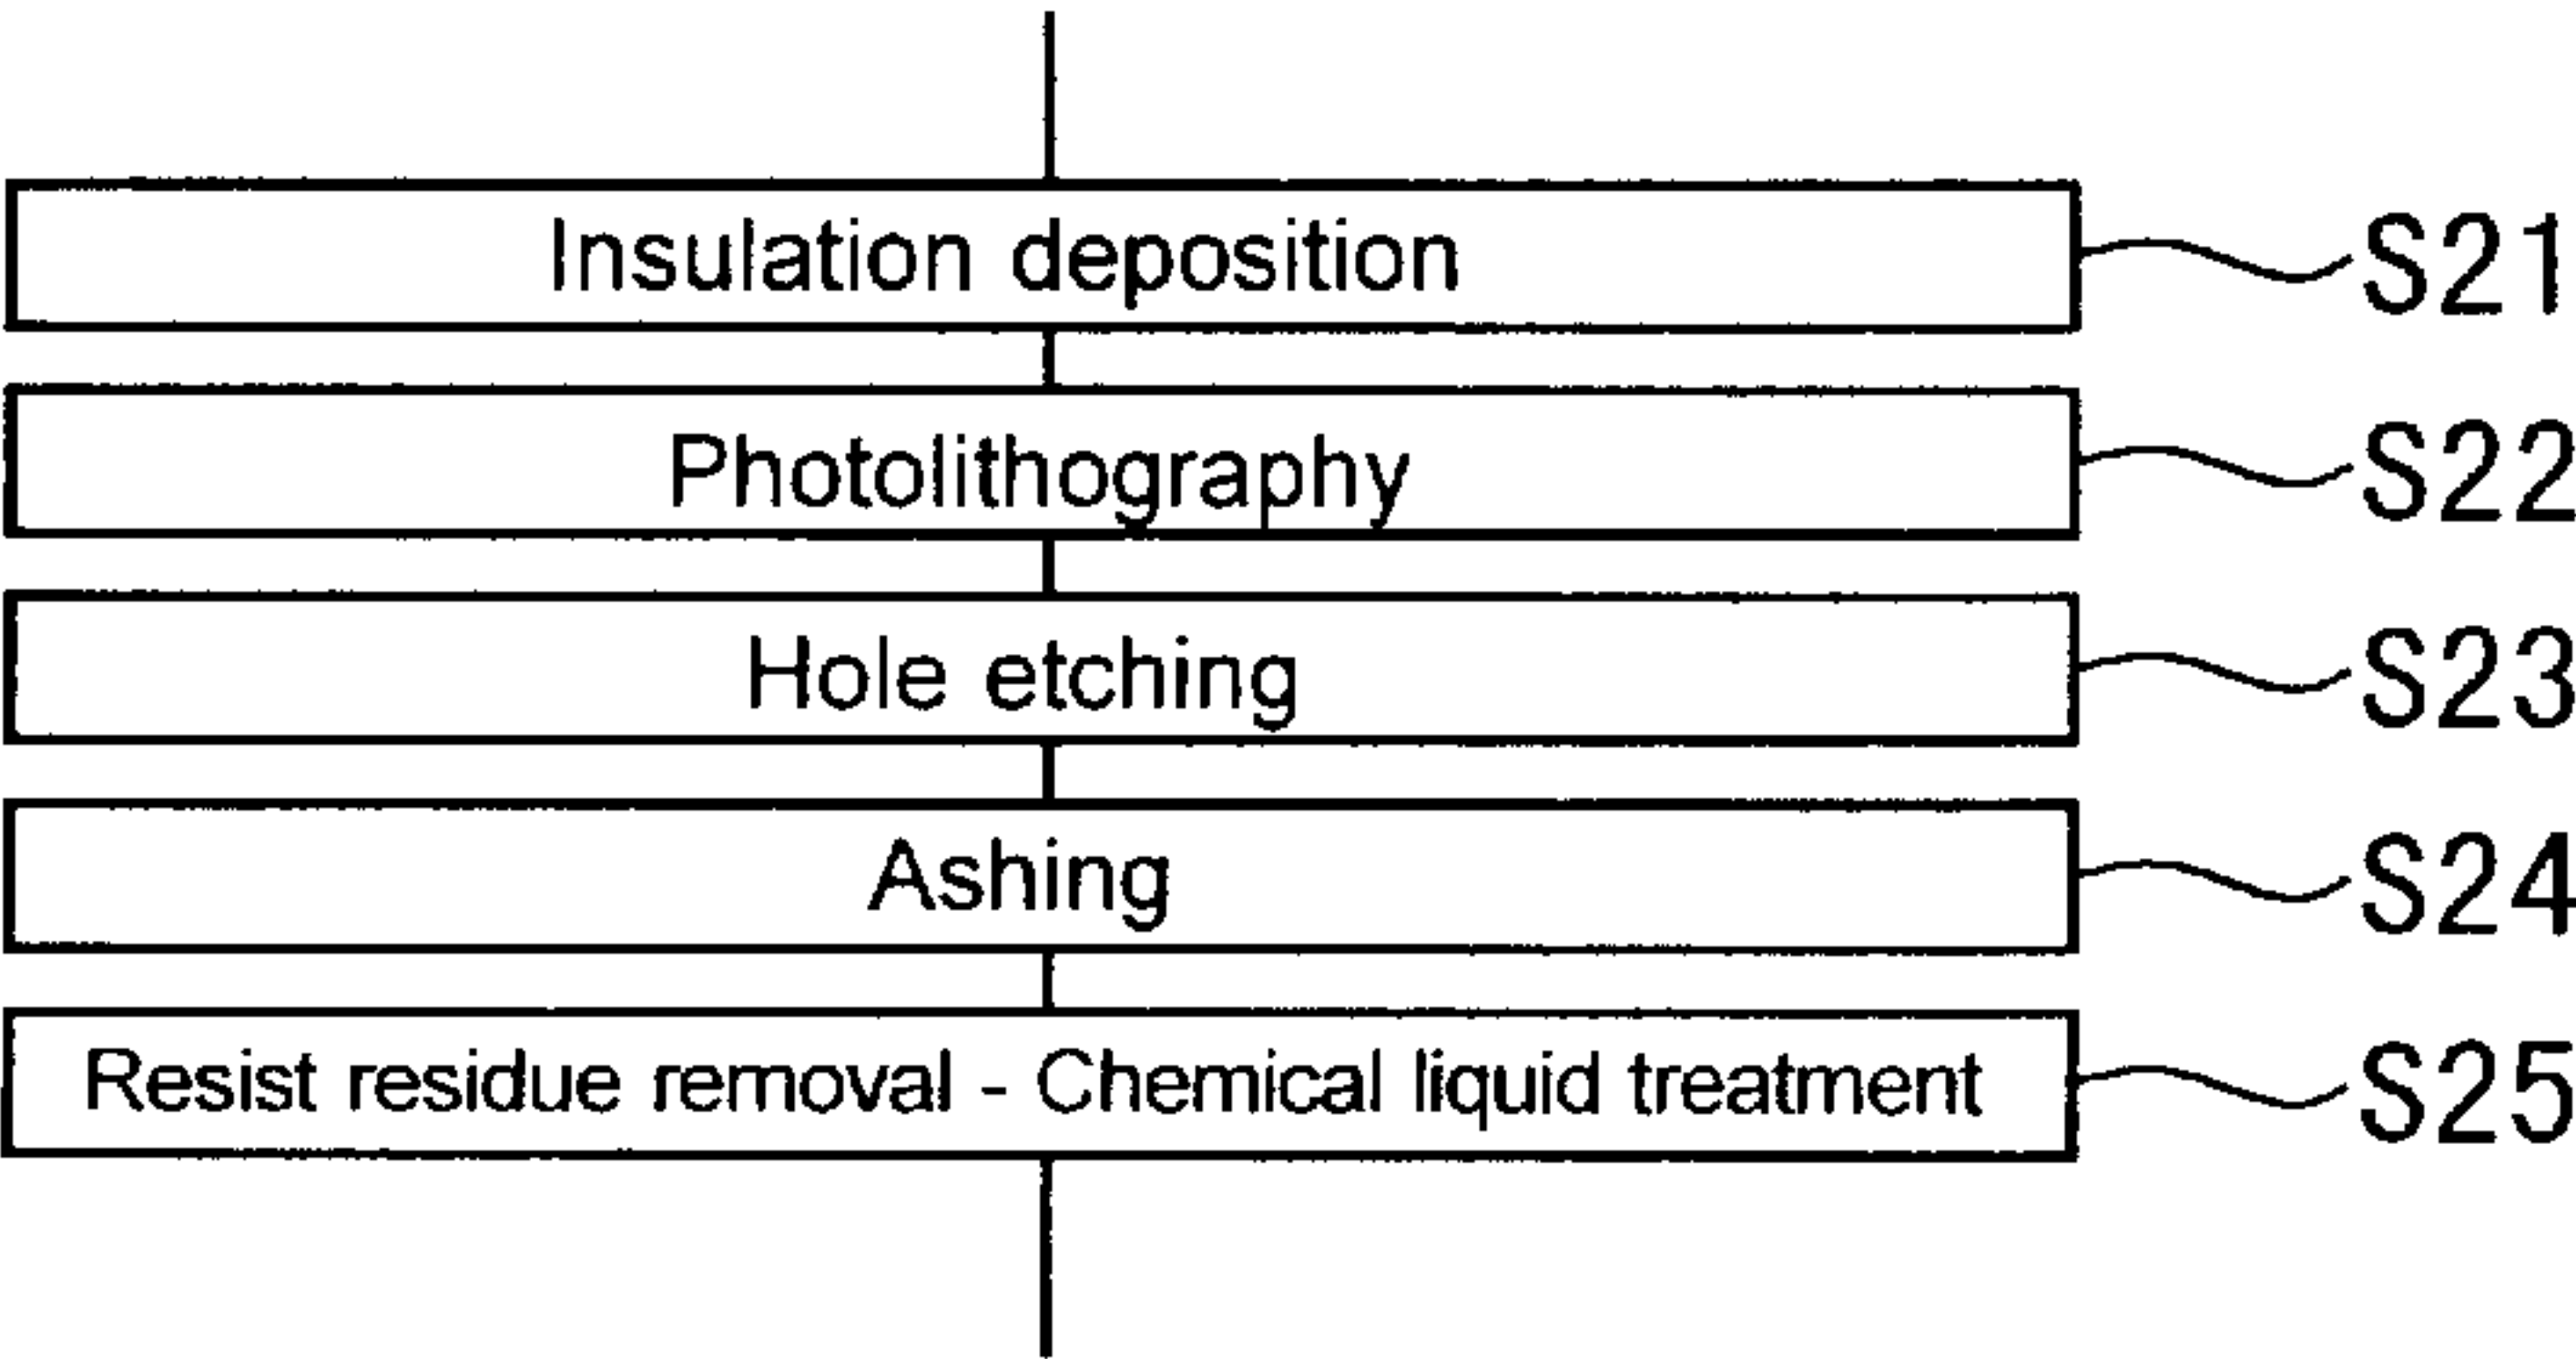 Insulation deposition S21
Photolithography S22
Hole etching S23
Ashing S24
Resist residue removal - Chemical liquid treatment S25